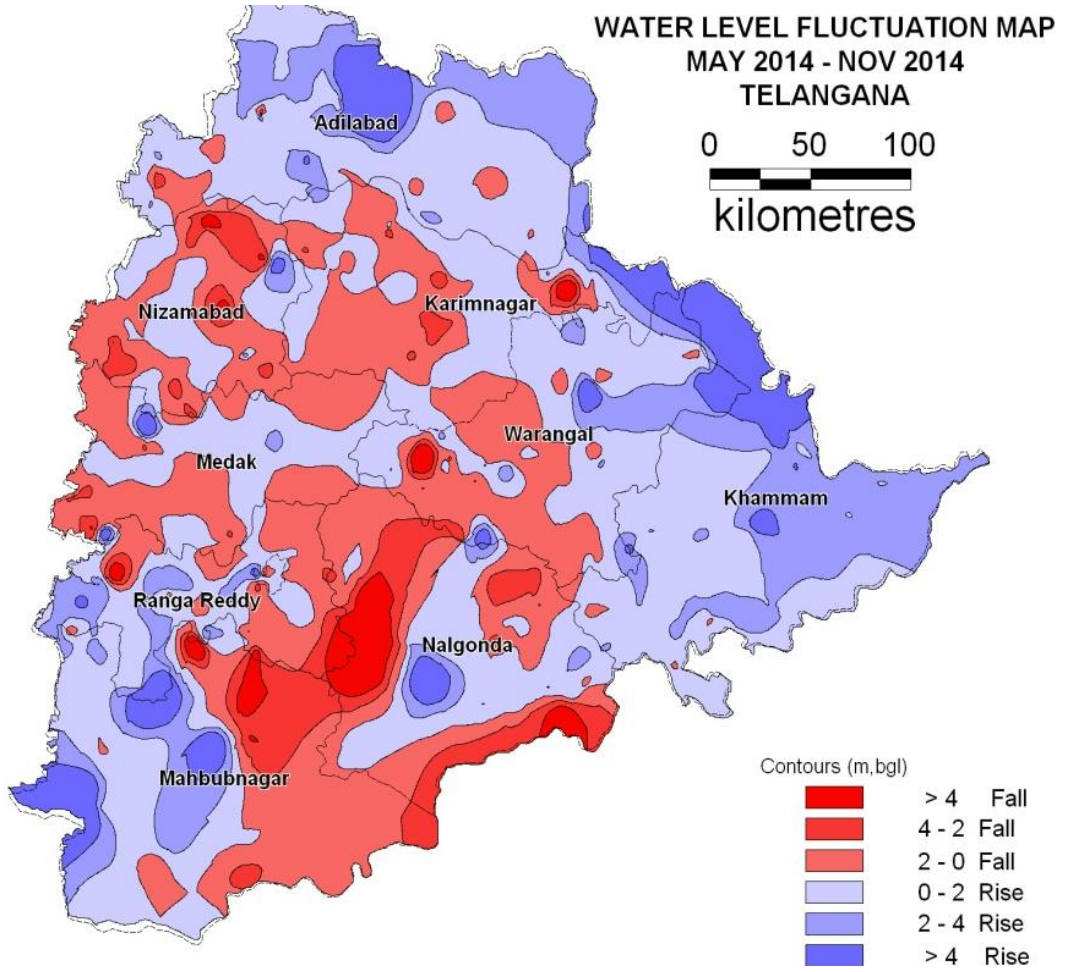 WATER LEVEL FLUCTUATION MAP
MAY 2014 - NOV 2014
TELANGANA
0 50 100
kilometres
Adilabad
Nizamabad
Karimnagar
Warangal
Medak
Khammam
Ranga Reddy
Nalgonda
Mahbubnagar
Contours (m,bgl)
> 4 Fall
4 - 2 Fall
2 - 0 Fall
0 - 2 Rise
2 - 4 Rise
> 4 Rise